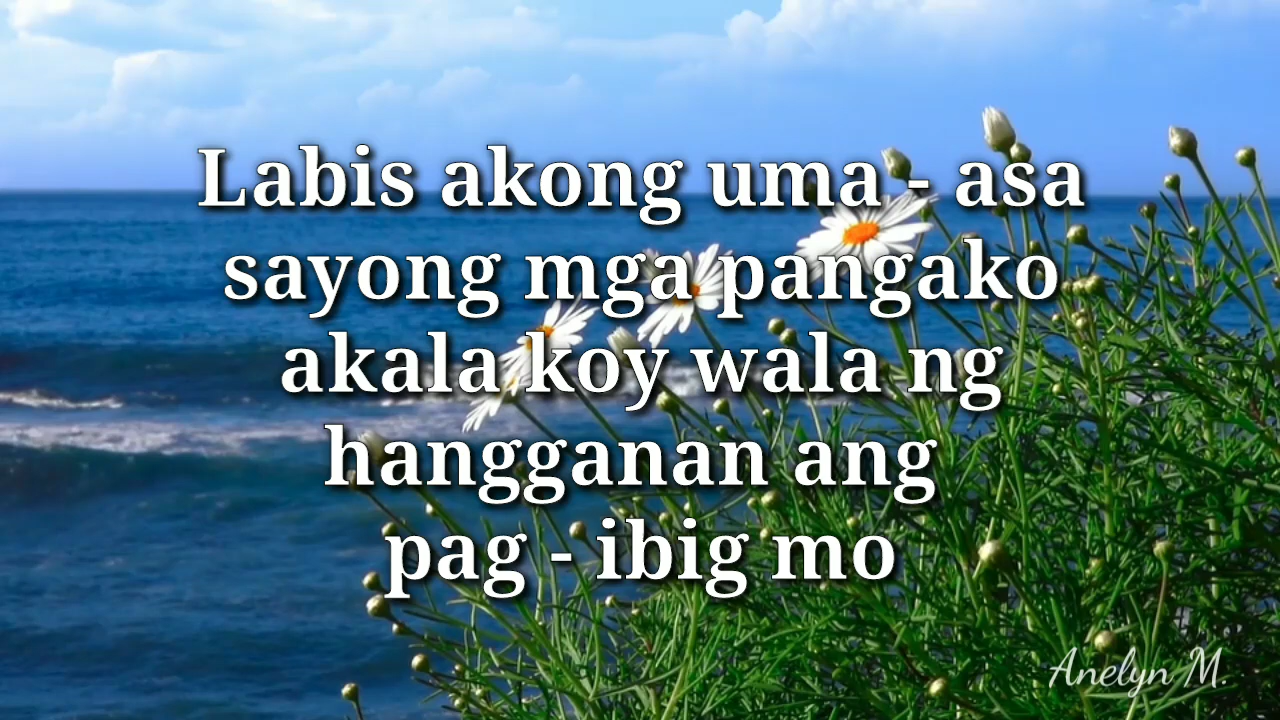 Labis akong uma - asa
sayong mga pangako
akala koy wala ng
hangganan ang
pag - ibig mo
Anelyn M.